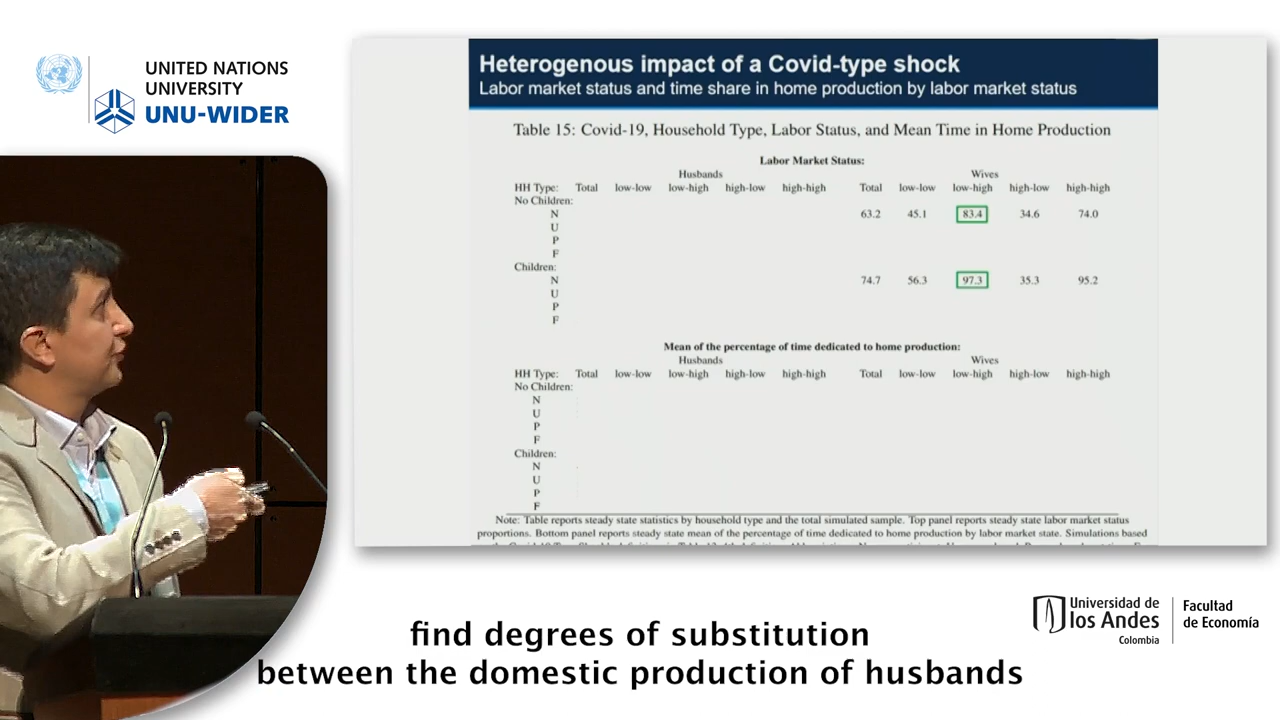 UNITED NATIONS
UNIVERSITY
UNU-WIDER
Heterogenous impact of a Covid-type shock
Labor market status and time share in home production by labor market status
Table 15: Covid-19, Household Type, Labor Status, and Mean Time in Home Production
Labor Market Status:
Husbands Wives
HH Type: Total low-low low-high high-low high-high Total low-low low-high high-low high-high
No Children:
N 63.2 45.1 83.4 34.6 74.0
U
P
F
Children:
N 74.7 56.3 97.3 35.3 95.2
U
P
F
Mean of the percentage of time dedicated to home production:
Husbands Wives
HH Type: Total low-low low-high high-low high-high Total low-low low-high high-low high-high
No Children:
N
U
P
F
Children:
N
U
P
F
Note: Table reports steady state statistics by household type and the total simulated sample. Top panel reports steady state labor market status
proportions. Bottom panel reports steady state mean of the percentage of time dedicated to home production by labor market state. Simulations based
Universidad de
los Andes
Colombia
Facultad
de Economía
find degrees of substitution
between the domestic production of husbands